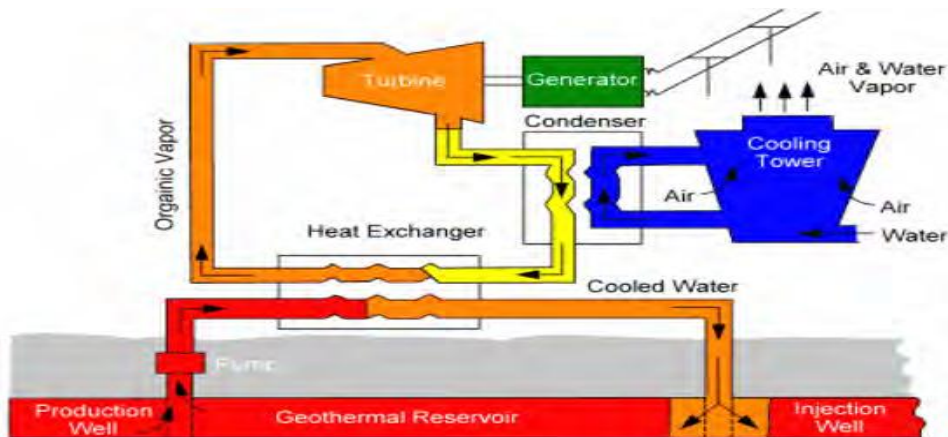 Turbine
Generator
Air & Water
Vapor
Condenser
Cooling
Tower
Orgainic Vapor
Air
Air
Heat Exchanger
Water
Cooled Water
Pump
Production
Well
Geothermal Reservoir
Injection
Well